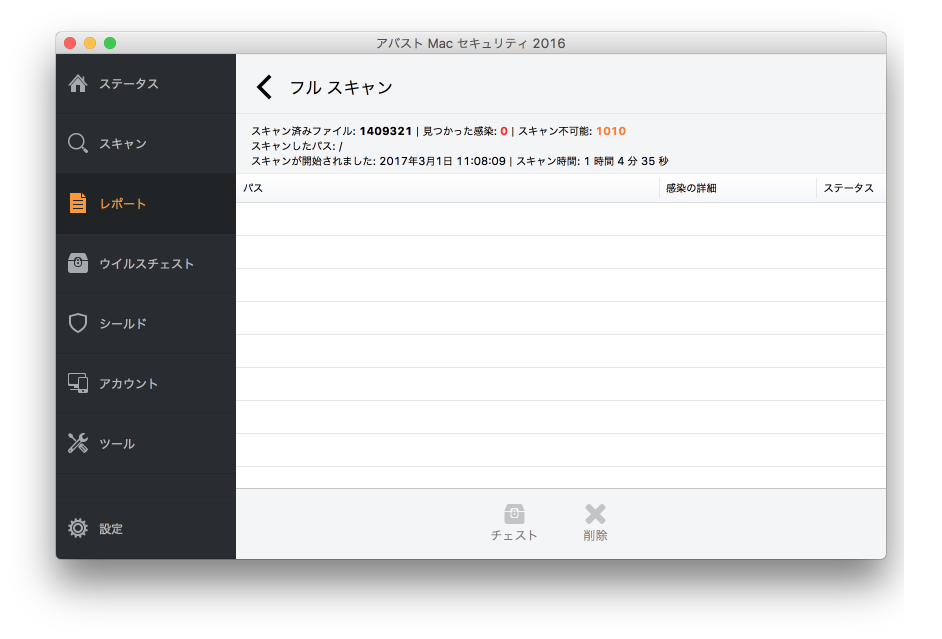 アバスト Mac セキュリティ 2016
ステータス
スキャン
レポート
ウイルスチェスト
シールド
アカウント
ツール
設定
フル スキャン
スキャン済みファイル: 1409321 | 見つかった感染: 0 | スキャン不可能: 1010
スキャンしたパス: /
スキャンが開始されました: 2017年3月1日 11:08:09 | スキャン時間: 1 時間 4 分 35 秒
パス 感染の詳細 ステータス
チェスト 削除